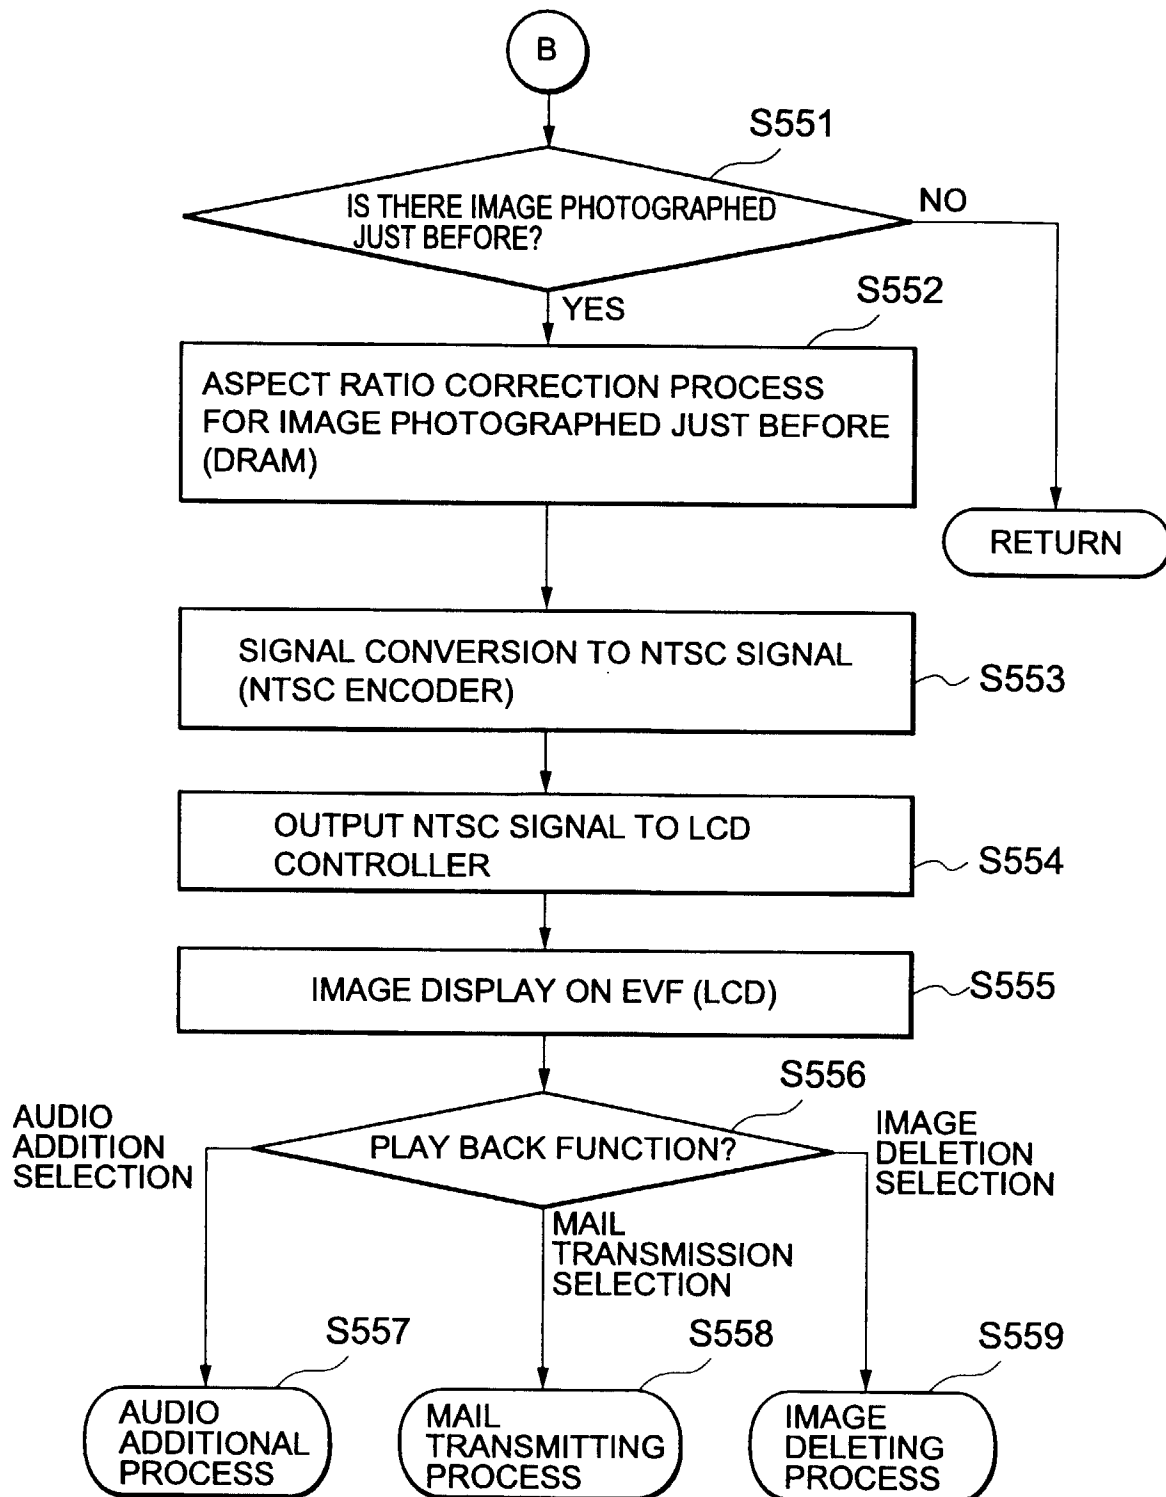 B
S551
IS THERE IMAGE PHOTOGRAPHED
JUST BEFORE?
NO
YES
S552
ASPECT RATIO CORRECTION PROCESS
FOR IMAGE PHOTOGRAPHED JUST BEFORE
(DRAM)
RETURN
SIGNAL CONVERSION TO NTSC SIGNAL
(NTSC ENCODER)
S553
OUTPUT NTSC SIGNAL TO LCD
CONTROLLER
S554
IMAGE DISPLAY ON EVF (LCD)
S555
S556
PLAY BACK FUNCTION?
AUDIO
ADDITION
SELECTION
MAIL
TRANSMISSION
SELECTION
IMAGE
DELETION
SELECTION
S557
AUDIO
ADDITIONAL
PROCESS
S558
MAIL
TRANSMITTING
PROCESS
S559
IMAGE
DELETING
PROCESS